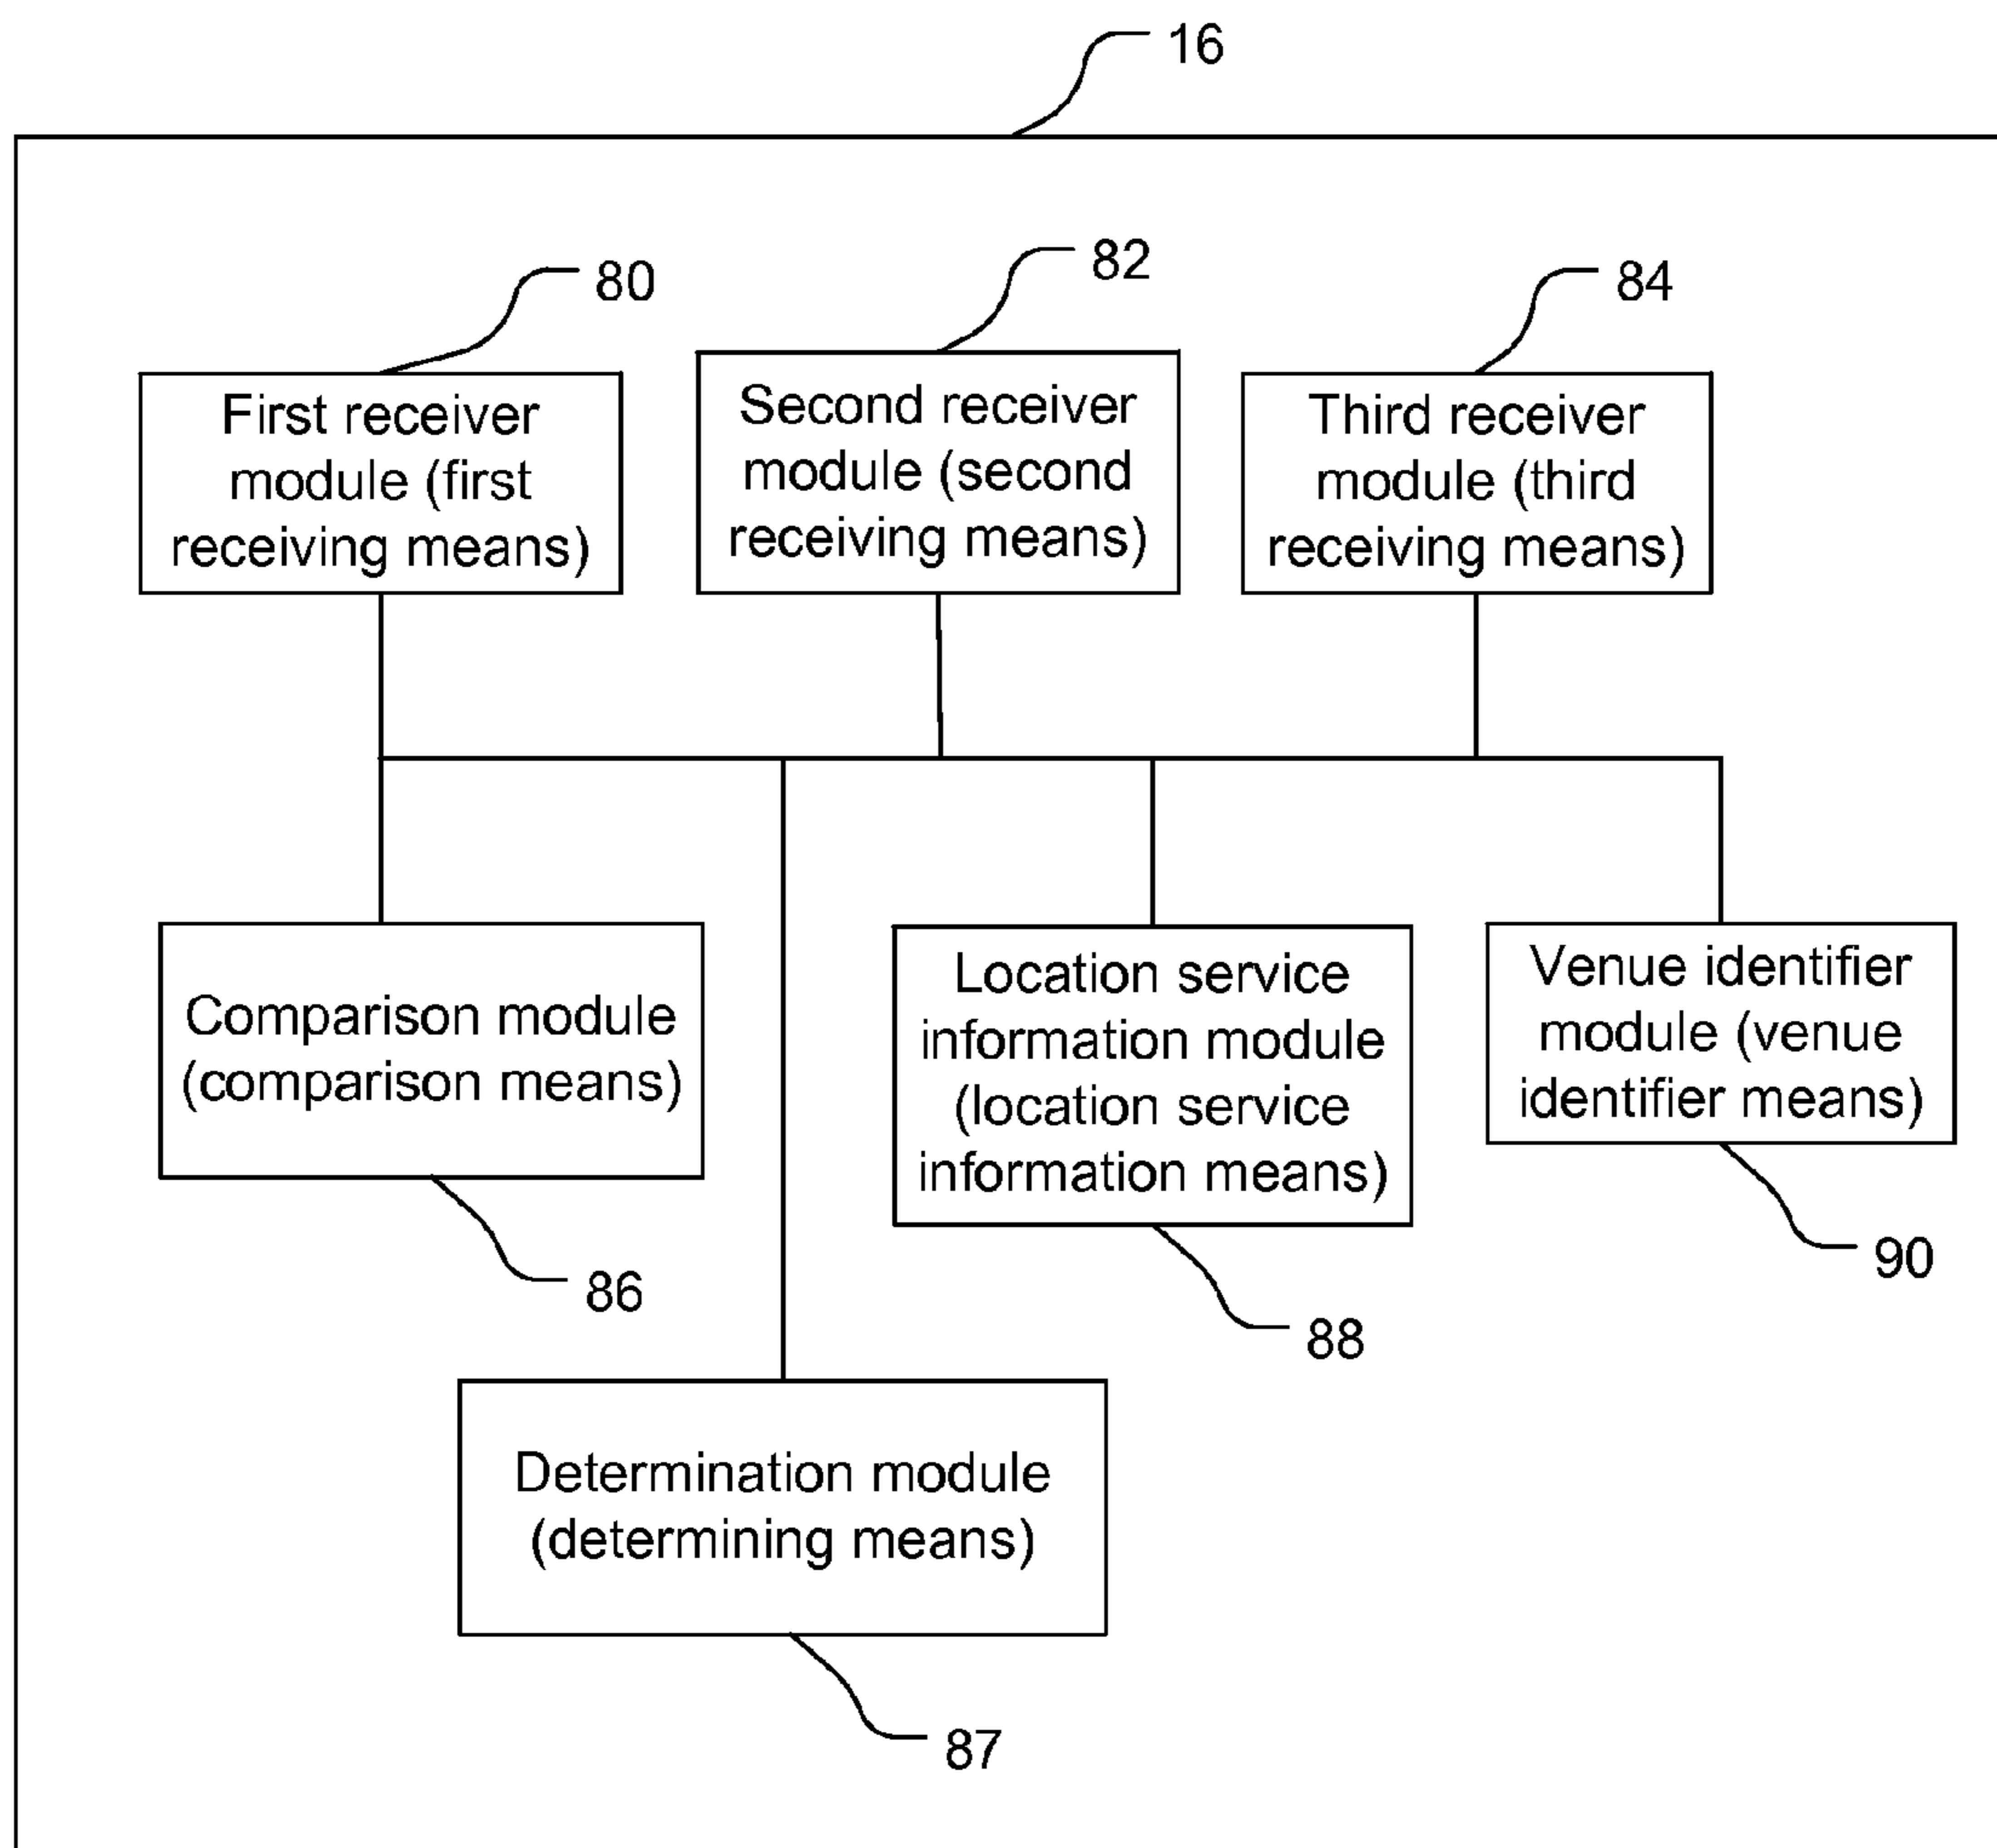 16
80
82
84
First receiver
module (first
receiving means)
Second receiver
module (second
receiving means)
Third receiver
module (third
receiving means)
Comparison module
(comparison means)
Location service
information module
(location service
information means)
Venue identifier
module (venue
identifier means)
86
88
90
Determination module
(determining means)
87